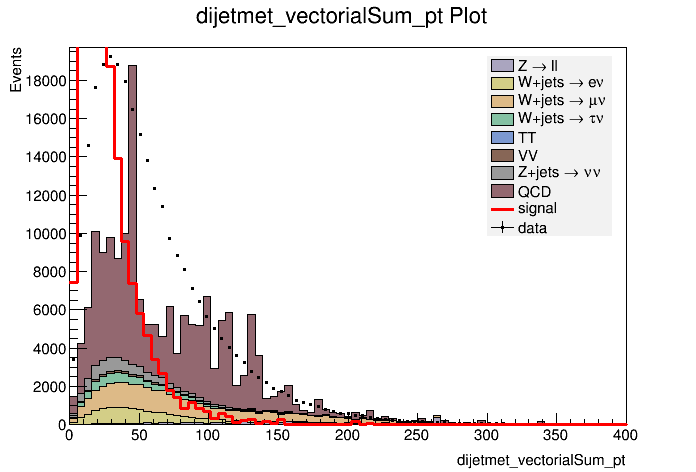 dijetmet_vectorialSum_pt Plot
Events
18000
16000
14000
12000
10000
8000
6000
4000
2000
0
0 50 100 150 200 250 300 350 400
dijetmet_vectorialSum_pt
Z → ll
W+jets → eν
W+jets → μν
W+jets → τν
TT
VV
Z+jets → νν
QCD
signal
data